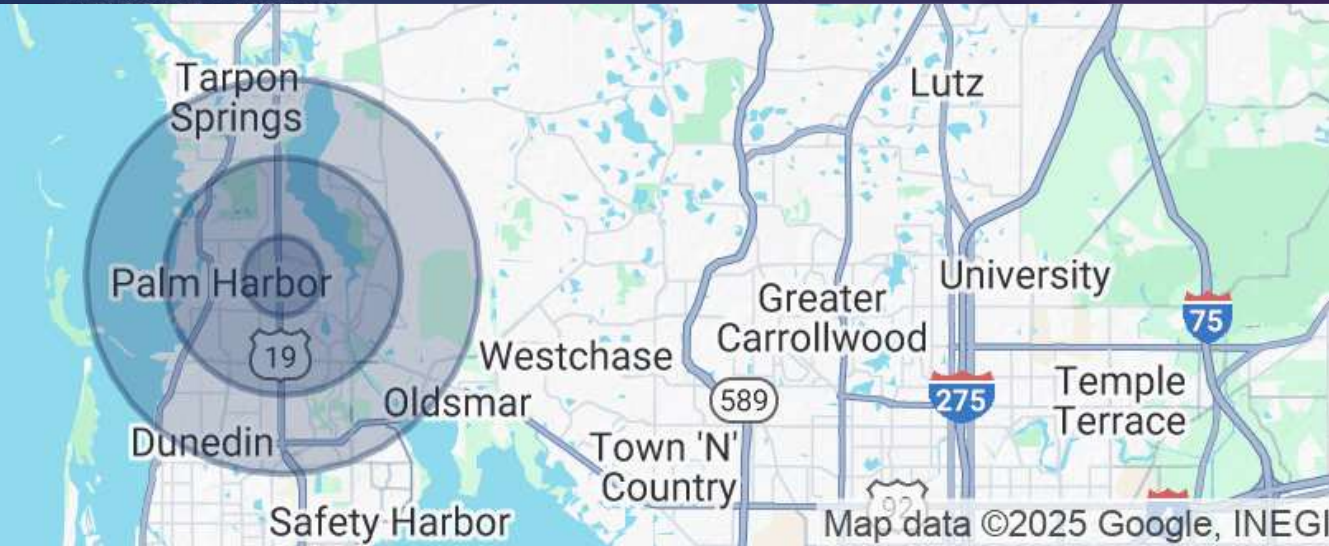 Tarpon
Springs
Lutz
Palm Harbor
University
Greater
Carrollwood
75
19
Westchase
589
275
Temple
Terrace
Oldsmar
Dunedin
Town 'N'
Country
92
Safety Harbor
Map data ©2025 Google, INEGI